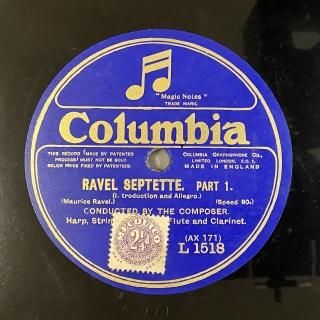 "Magic Notes"
TRADE MARK.
Columbia
THIS RECORD (MADE BY PATENTED
PROCESS) MUST NOT BE SOLD
BELOW PRICE FIXED BY PATENTEES.
COLUMBIA GRAPHOPHONE CO.,
LIMITED, LONDON, E.C. 1.
MADE IN ENGLAND
RAVEL SEPTETTE. PART 1.
(I troduction and Allegro.)
(Maurice Ravel.)
(Speed 80.)
CONDUCTED BY THE COMPOSER.
Harp, Strin Flute and Clarinet.
(AX 171)
L 1518